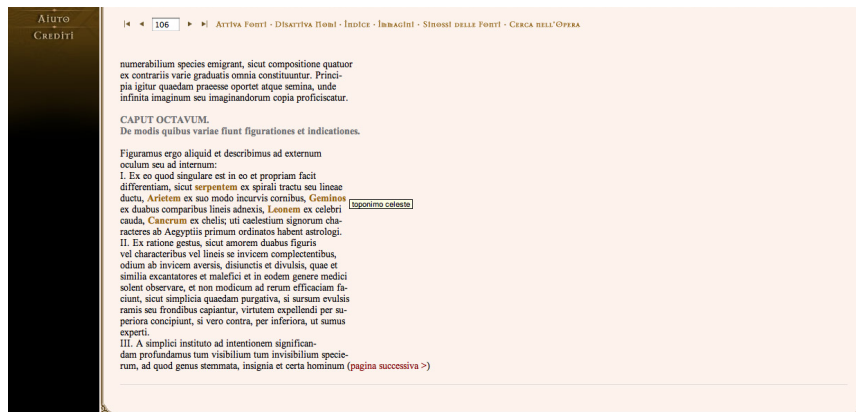 Aiuto
Crediti
106 Attiva Fonti · Disattiva Nomi · Indice · Immagini · Sinossi delle Fonti · Cerca nell'Opera
numerabilium species emigrant, sicut compositione quatuor
ex contrariis varie graduatis omnia constituuntur. Princi-
pia igitur quaedam praeesse oportet atque semina, unde
infinita imaginum seu imaginandorum copia proficiscatur.
CAPUT OCTAVUM.
De modis quibus variae fiunt figurationes et indicationes.
Figuramus ergo aliquid et describimus ad externum
oculum seu ad internum:
I. Ex eo quod singulare est in eo et propriam facit
differentiam, sicut serpentem ex spirali tractu seu lineae
ductu, Arietem ex suo modo incurvis cornibus, Geminos
toponimo celeste
ex duabus comparibus lineis adnexis, Leonem ex celebri
cauda, Cancrum ex chelis; uti caelestium signorum cha-
racteres ab Aegyptiis primum ordinatos habent astrologi.
II. Ex ratione gestus, sicut amorem duabus figuris
vel characteribus vel lineis se invicem complectentibus,
odium ab invicem aversis, disiunctis et divulsis, quae et
similia excantatores et malefici et in eodem genere medici
solent observare, et non modicum ad rerum efficaciam fa-
ciunt, sicut simplicia quaedam purgativa, si sursum evulsis
ramis seu frondibus capiantur, virtutem expellendi per su-
periora concipiunt, si vero contra, per inferiora, ut sumus
experti.
III. A simplici instituto ad intentionem significan-
dam profundamus tum visibilium tum invisibilium specie-
rum, ad quod genus stemmata, insignia et certa hominum (pagina successiva >)